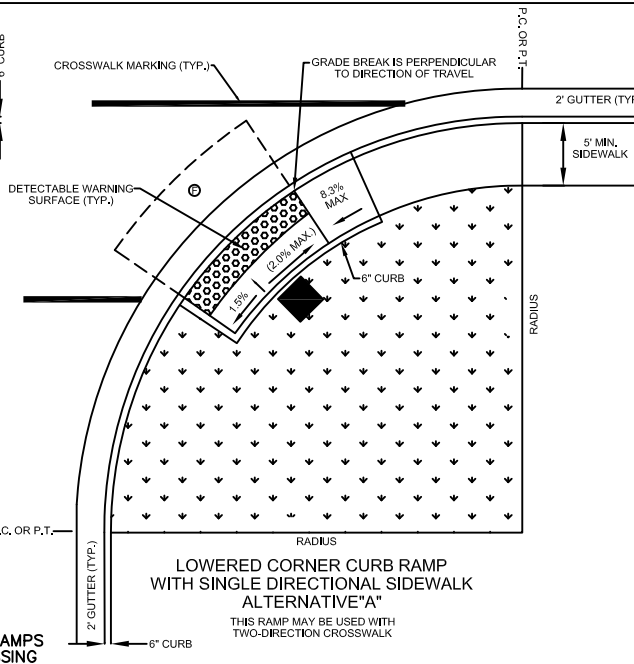 6" CURB
P.C. OR P.T.
CROSSWALK MARKING (TYP.)
GRADE BREAK IS PERPENDICULAR
TO DIRECTION OF TRAVEL
2' GUTTER (TYP
5' MIN.
SIDEWALK
DETECTABLE WARNING
SURFACE (TYP.)
E
8.3%
MAX
(2.0% MAX.)
1.5%
6" CURB
RADIUS
.C. OR P.T.
RADIUS
2' GUTTER (TYP.)
LOWERED CORNER CURB RAMP
WITH SINGLE DIRECTIONAL SIDEWALK
ALTERNATIVE"A"
THIS RAMP MAY BE USED WITH
TWO-DIRECTION CROSSWALK
AMPS
SING
6" CURB